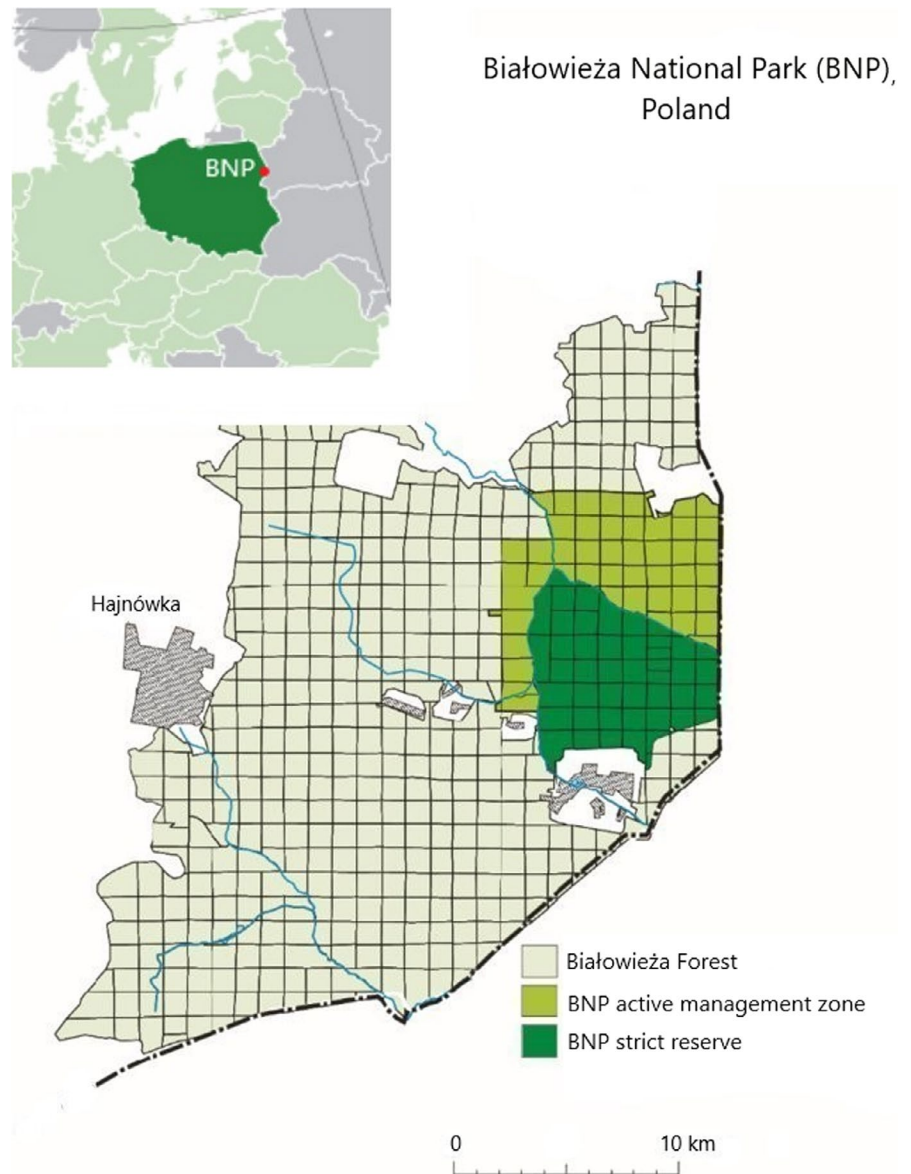 Białowieża National Park (BNP),
Poland
BNP
Hajnówka
Białowieża Forest
BNP active management zone
BNP strict reserve
0 10 km